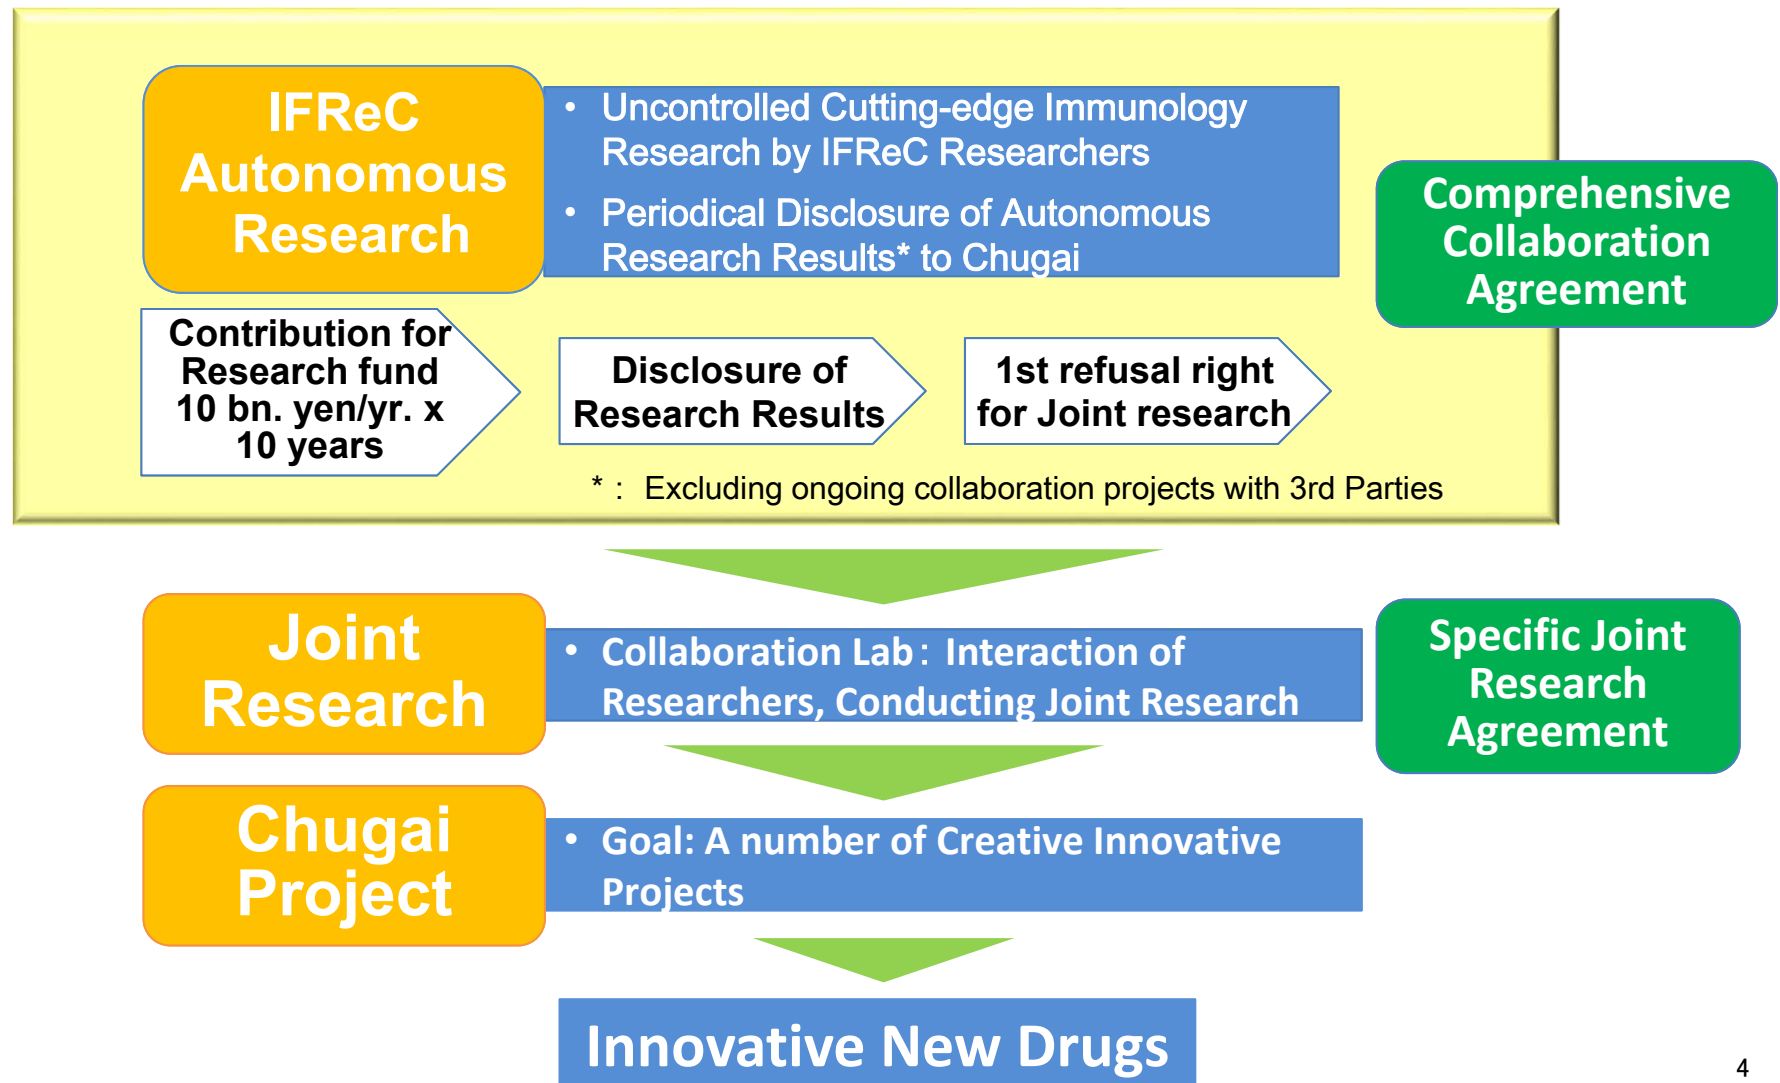 IFReC
Autonomous
Research
• Uncontrolled Cutting-edge Immunology
Research by IFReC Researchers
• Periodical Disclosure of Autonomous
Research Results* to Chugai
Comprehensive
Collaboration
Agreement
Contribution for
Research fund
10 bn. yen/yr. x
10 years
Disclosure of
Research Results
1st refusal right
for Joint research
*： Excluding ongoing collaboration projects with 3rd Parties
Joint
Research
• Collaboration Lab： Interaction of
Researchers, Conducting Joint Research
Specific Joint
Research
Agreement
Chugai
Project
• Goal: A number of Creative Innovative
Projects
Innovative New Drugs
4